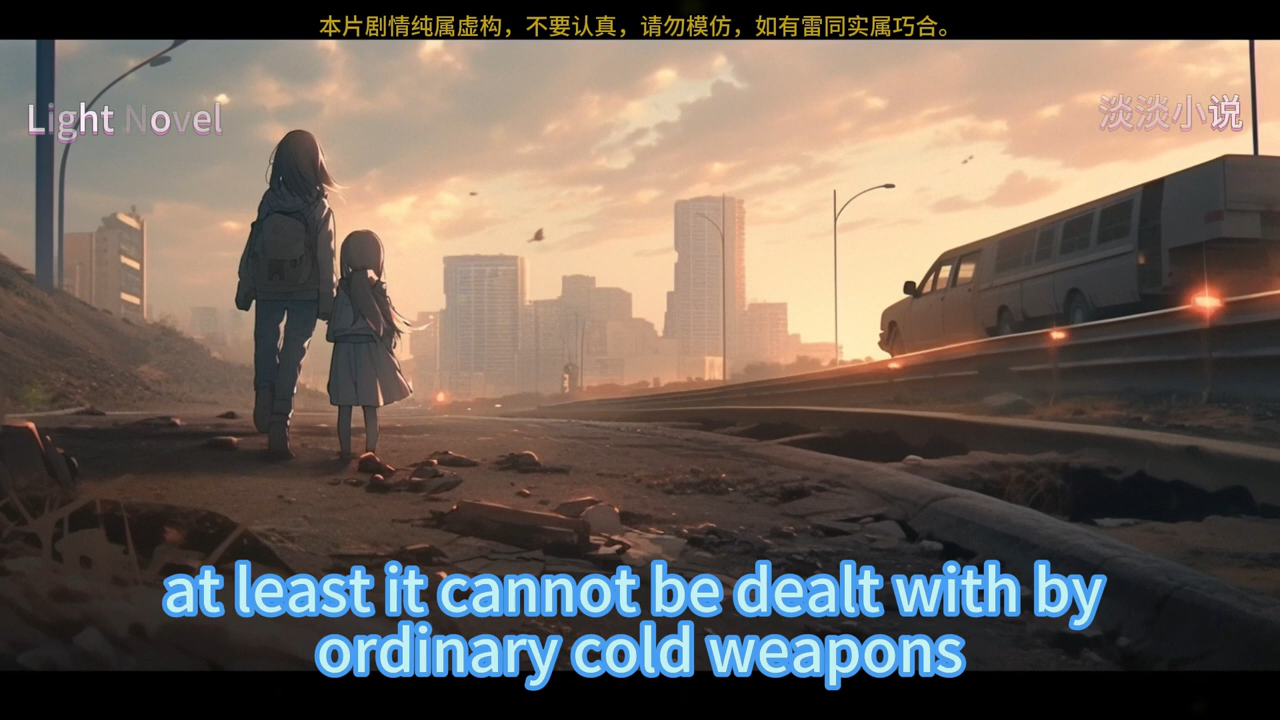 本片剧情纯属虚构，不要认真，请勿模仿，如有雷同实属巧合。
Light Novel
淡淡小说
at least it cannot be dealt with by
ordinary cold weapons